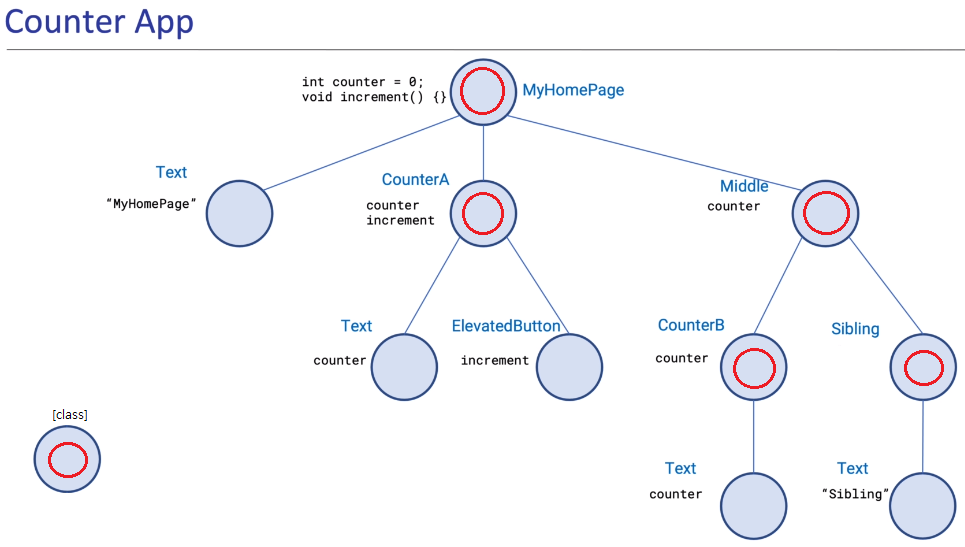 Counter App
int counter = 0;
void increment() {}
MyHomePage
Text
“MyHomePage”
CounterA
counter
increment
Middle
counter
Text
counter
ElevatedButton
increment
CounterB
counter
Sibling
[class]
Text
counter
Text
“Sibling”